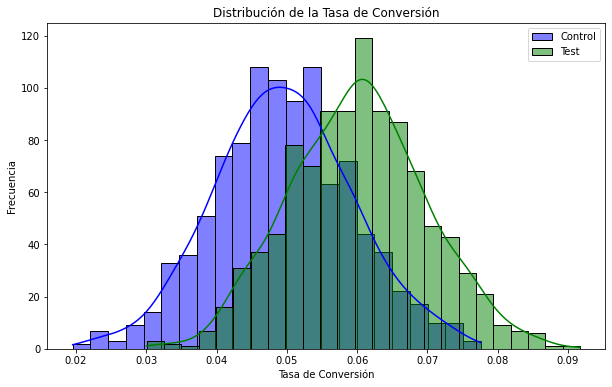 Distribución de la Tasa de Conversión
Control
Test
Frecuencia
120
100
80
60
40
20
0
0.02 0.03 0.04 0.05 0.06 0.07 0.08 0.09
Tasa de Conversión